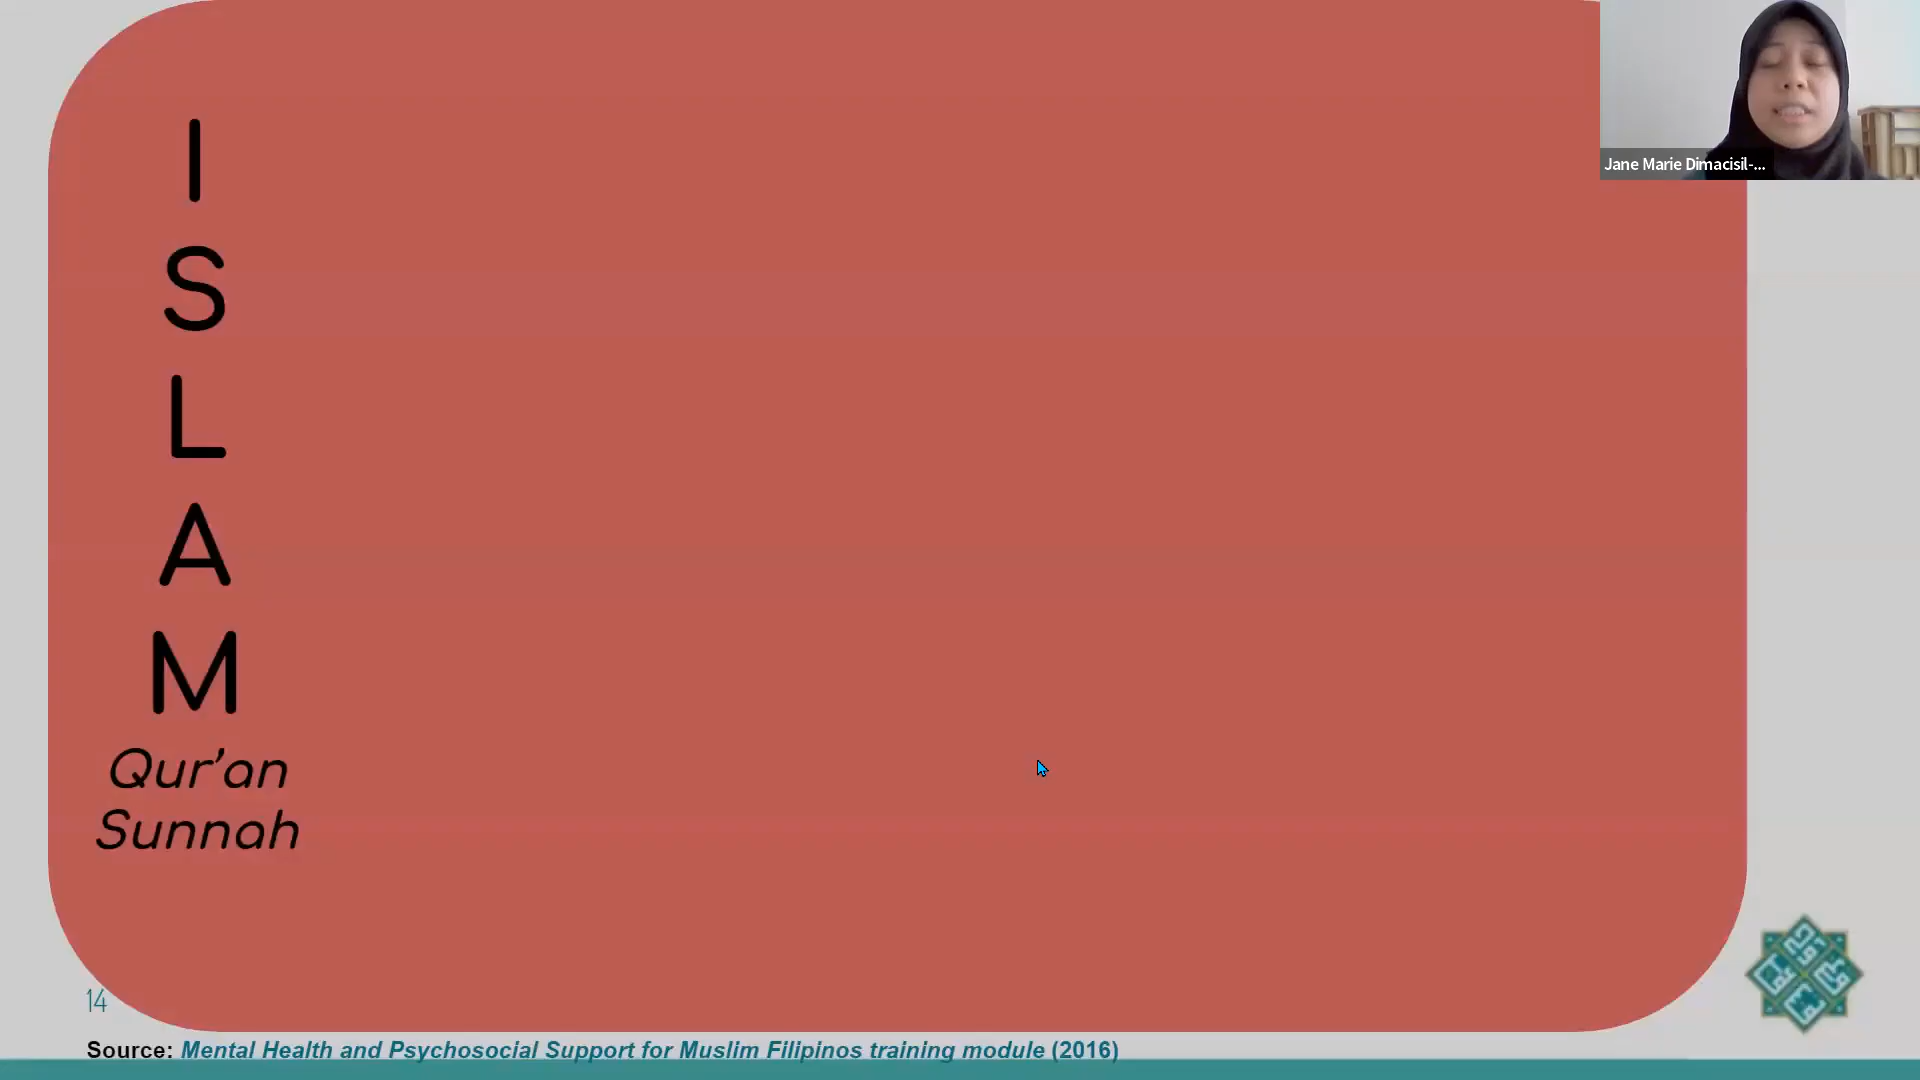 I
S
L
A
M
Qur’an
Sunnah
Jane Marie Dimacisil-...
14
Source: Mental Health and Psychosocial Support for Muslim Filipinos training module (2016)